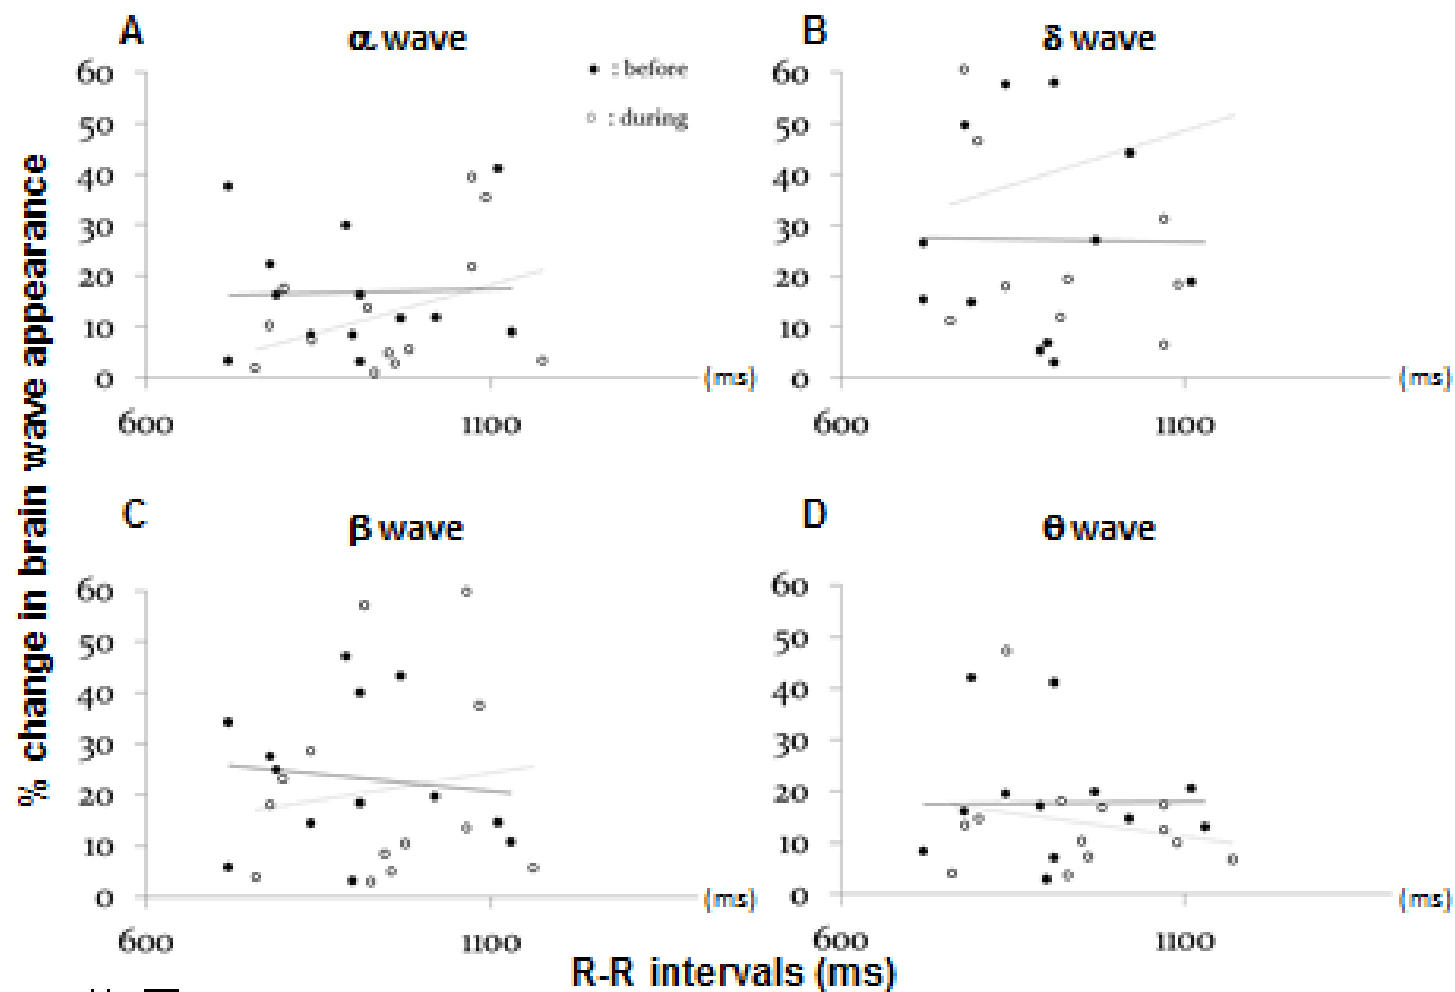 A
α wave
● : before
○ : during
60
50
40
30
20
10
0
600
1100
(ms)
B
δ wave
60
50
40
30
20
10
0
600
1100
(ms)
% change in brain wave appearance
C
β wave
60
50
40
30
20
10
0
600
1100
(ms)
D
θ wave
60
50
40
30
20
10
0
600
1100
(ms)
R-R intervals (ms)